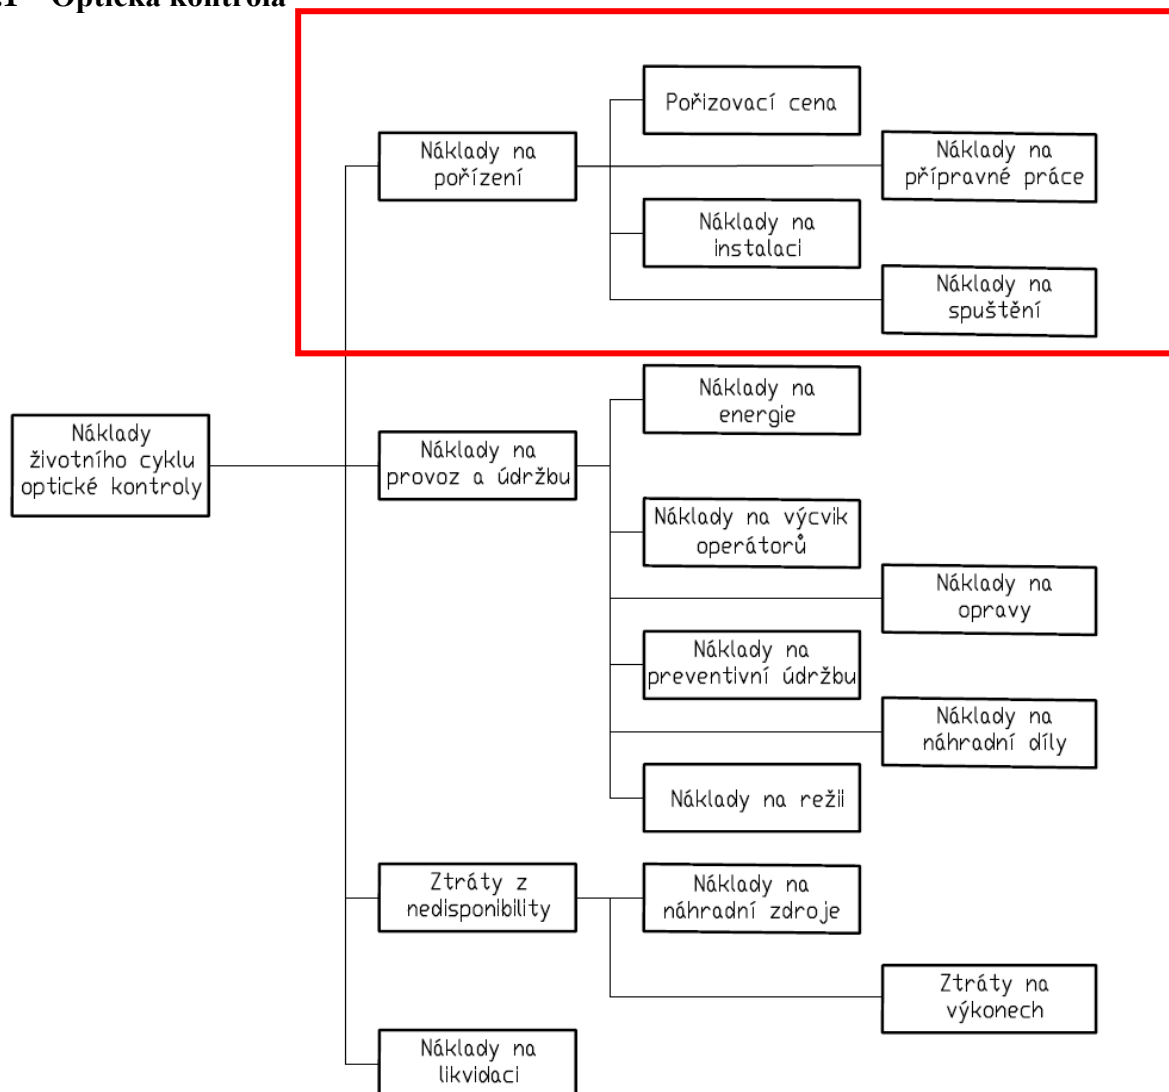 Optická kontrola
Pořizovací cena
Náklady na
pořízení
Náklady na
přípravné práce
Náklady na
instalaci
Náklady na
spuštění
Náklady na
energie
Náklady
životního cyklu
optické kontroly
Náklady na
provoz a údržbu
Náklady na výcvik
operátorů
Náklady na
opravy
Náklady na
preventivní údržbu
Náklady na
náhradní díly
Náklady na režii
Ztráty z
nedisponibility
Náklady na
náhradní zdroje
Ztráty na
výkonech
Náklady na
likvidaci